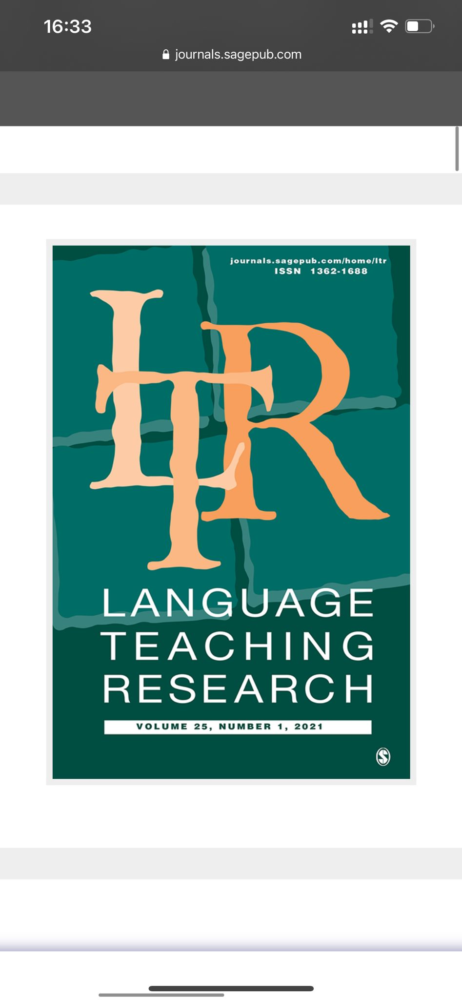 16:33
journals.sagepub.com
journals.sagepub.com/home/ltr
ISSN 1362-1688
LTR
LANGUAGE
TEACHING
RESEARCH
VOLUME 25, NUMBER 1, 2021
S